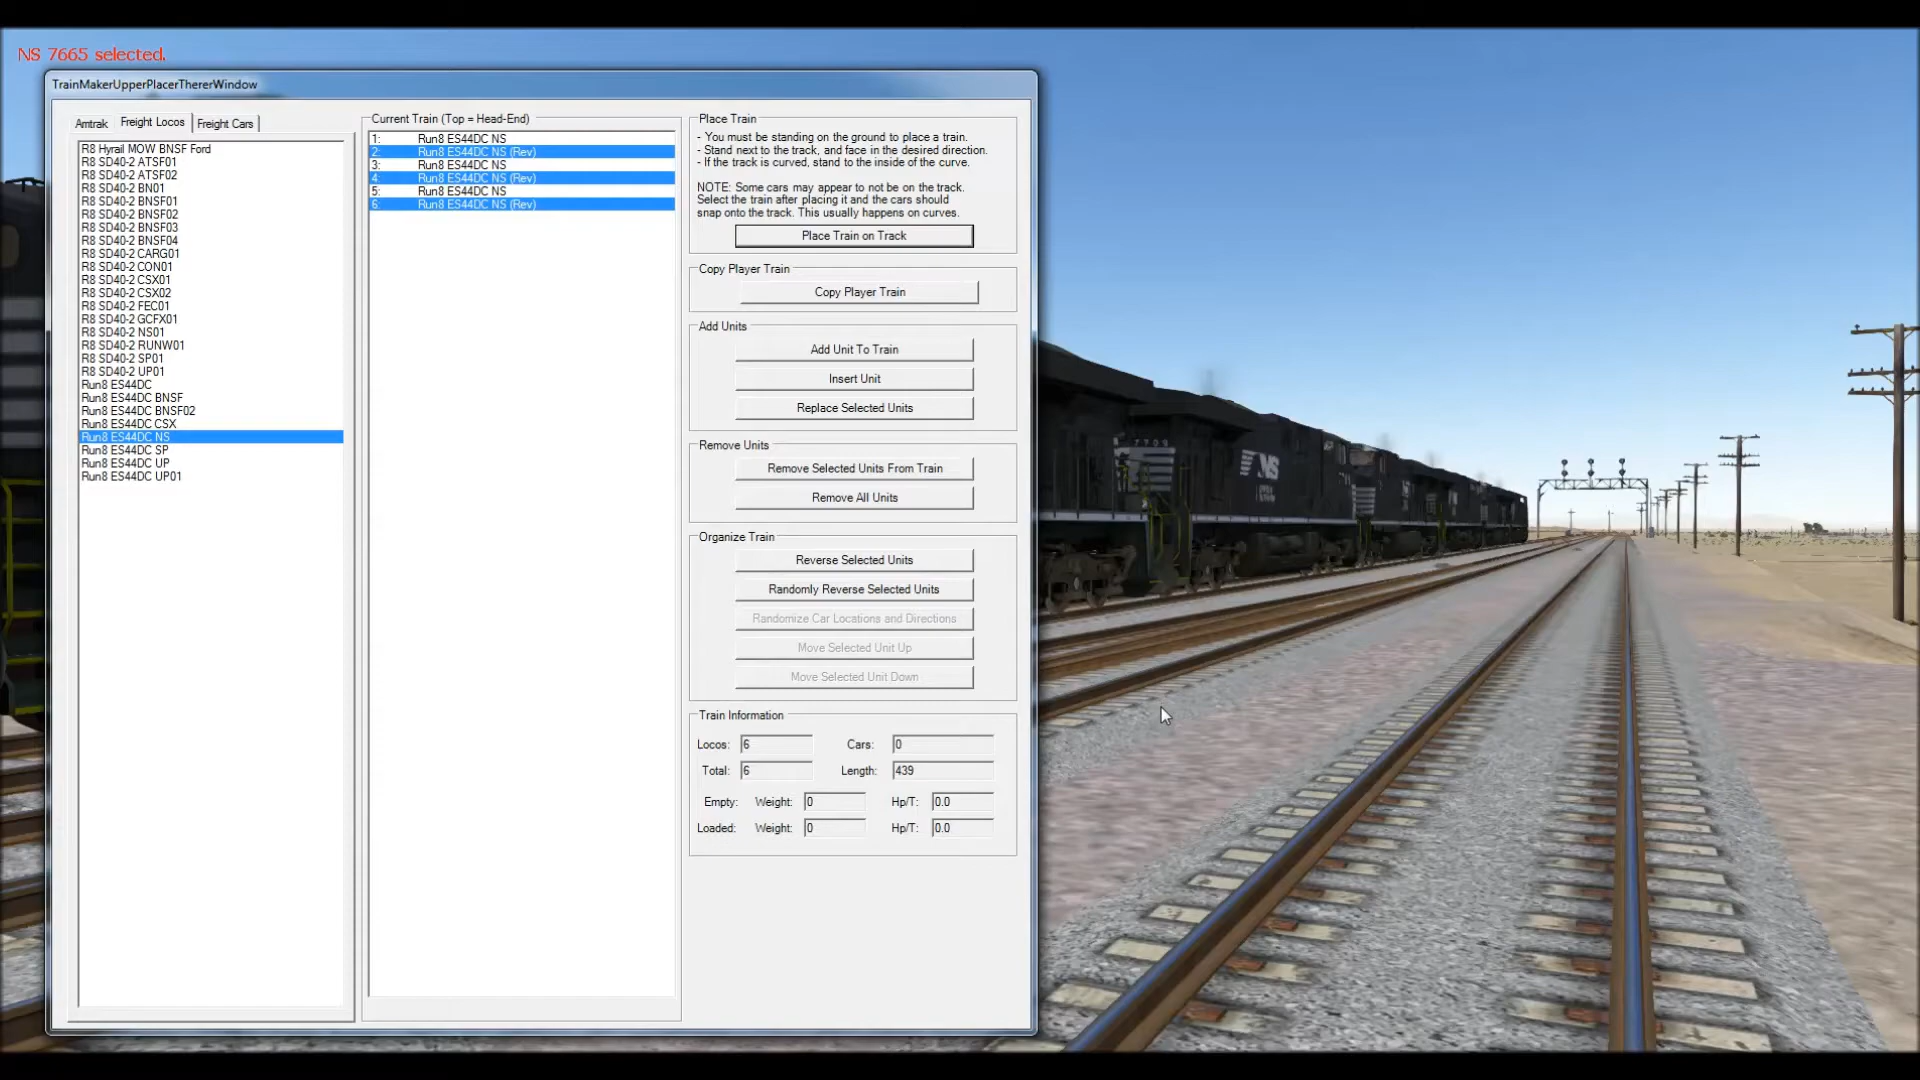 NS 7665 selected.
TrainMakerUpperPlacerThererWindow
Amtrak
Freight Locos
Freight Cars
R8 Hyrail MOW BNSF Ford
R8 SD40-2 ATSF01
R8 SD40-2 ATSF02
R8 SD40-2 BN01
R8 SD40-2 BNSF01
R8 SD40-2 BNSF02
R8 SD40-2 BNSF03
R8 SD40-2 BNSF04
R8 SD40-2 CARG01
R8 SD40-2 CON01
R8 SD40-2 CSX01
R8 SD40-2 CSX02
R8 SD40-2 FEC01
R8 SD40-2 GCFX01
R8 SD40-2 NS01
R8 SD40-2 RUNW01
R8 SD40-2 SP01
R8 SD40-2 UP01
Run8 ES44DC
Run8 ES44DC BNSF
Run8 ES44DC BNSF02
Run8 ES44DC CSX
Run8 ES44DC NS
Run8 ES44DC SP
Run8 ES44DC UP
Run8 ES44DC UP01
Current Train (Top = Head-End)
1: Run8 ES44DC NS
2: Run8 ES44DC NS (Rev)
3: Run8 ES44DC NS
4: Run8 ES44DC NS (Rev)
5: Run8 ES44DC NS
6: Run8 ES44DC NS (Rev)
Place Train
- You must be standing on the ground to place a train.
- Stand next to the track, and face in the desired direction.
- If the track is curved, stand to the inside of the curve.
NOTE: Some cars may appear to not be on the track.
Select the train after placing it and the cars should
snap onto the track. This usually happens on curves.
Place Train on Track
Copy Player Train
Copy Player Train
Add Units
Add Unit To Train
Insert Unit
Replace Selected Units
Remove Units
Remove Selected Units From Train
Remove All Units
Organize Train
Reverse Selected Units
Randomly Reverse Selected Units
Randomize Car Locations and Directions
Move Selected Unit Up
Move Selected Unit Down
Train Information
Locos: 6 Cars: 0
Total: 6 Length: 439
Empty: Weight: 0 Hp/T: 0.0
Loaded: Weight: 0 Hp/T: 0.0
NS